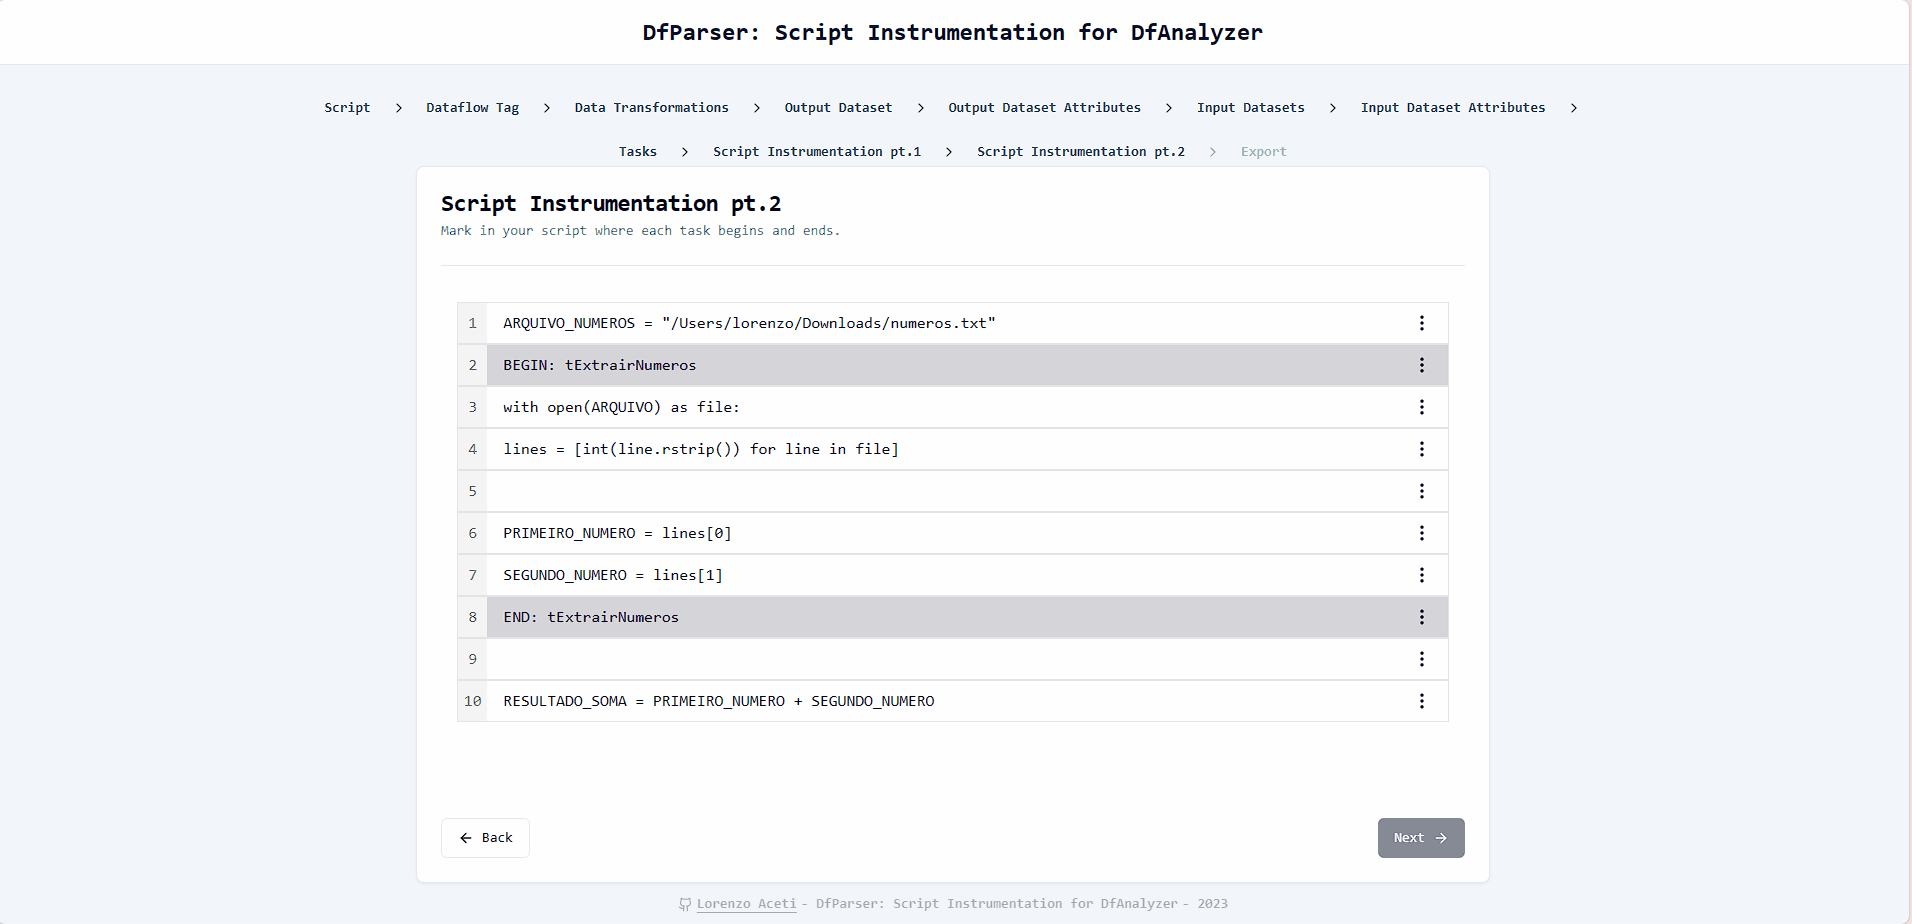 DfParser: Script Instrumentation for DfAnalyzer
Script > Dataflow Tag > Data Transformations > Output Dataset > Output Dataset Attributes > Input Datasets > Input Dataset Attributes >
Tasks > Script Instrumentation pt.1 > Script Instrumentation pt.2 > Export
Script Instrumentation pt.2
Mark in your script where each task begins and ends.
1 ARQUIVO_NUMEROS = "/Users/lorenzo/Downloads/numeros.txt"
2 BEGIN: tExtrairNumeros
3 with open(ARQUIVO) as file:
4 lines = [int(line.rstrip()) for line in file]
5
6 PRIMEIRO_NUMERO = lines[0]
7 SEGUNDO_NUMERO = lines[1]
8 END: tExtrairNumeros
9
10 RESULTADO_SOMA = PRIMEIRO_NUMERO + SEGUNDO_NUMERO
← Back Next →
Lorenzo Aceti - DfParser: Script Instrumentation for DfAnalyzer - 2023